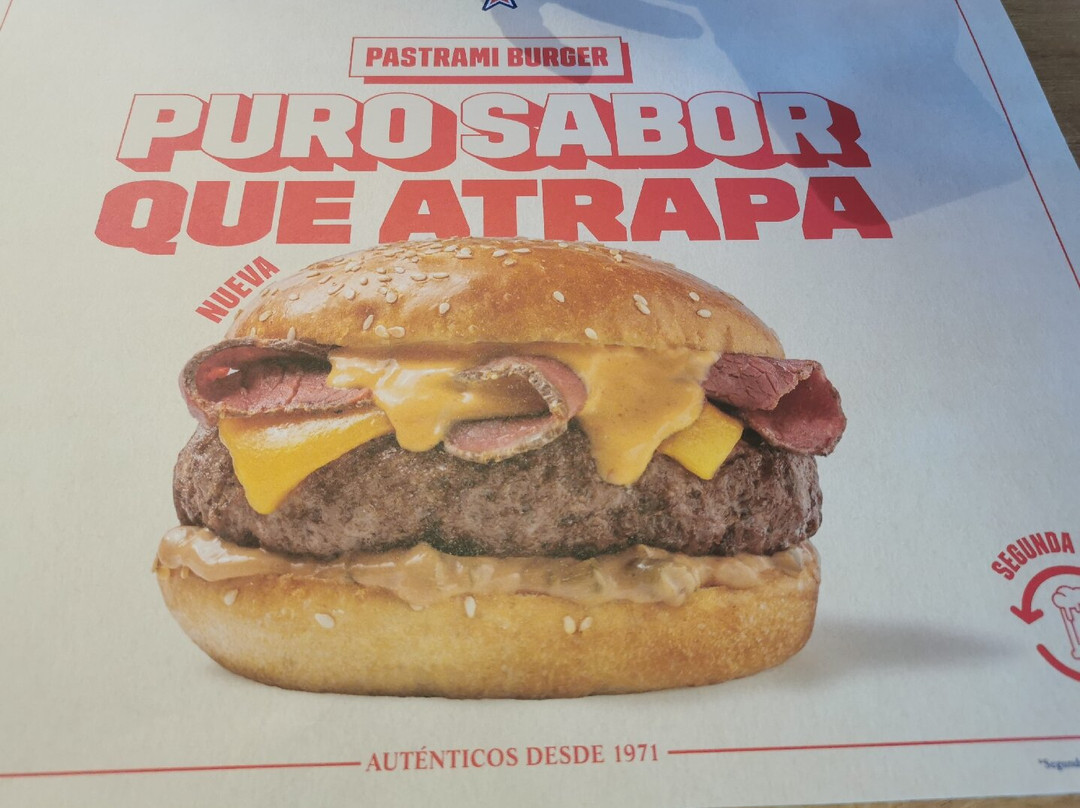 PASTRAMI BURGER
PURO SABOR
QUE ATRAPA
NUEVA
SEGUNDA
AUTÉNTICOS DESDE 1971